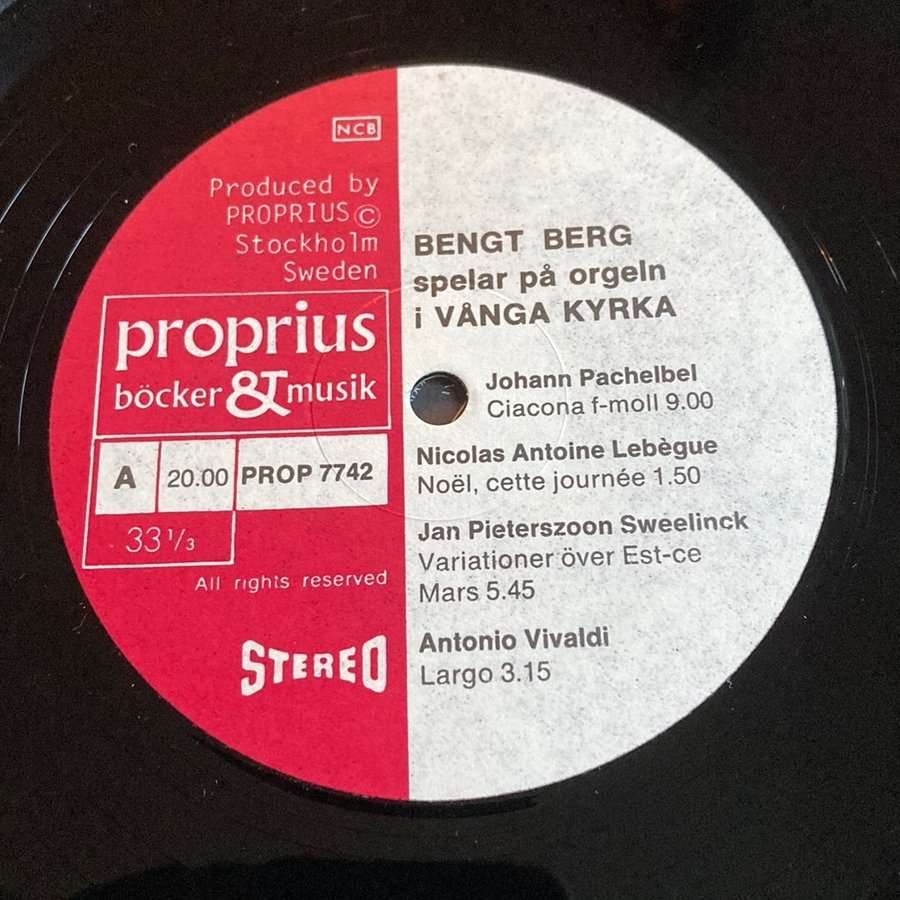 NCB
Produced by
PROPRIUS©
Stockholm
Sweden
proprius
böcker & musik
A 20.00 PROP 7742
33 1/3
All rights reserved
STEREO
BENGT BERG
spelar på orgeln
i VÅNGA KYRKA
Johann Pachelbel
Ciacona f-moll 9.00
Nicolas Antoine Lebègue
Noël, cette journée 1.50
Jan Pieterszoon Sweelinck
Variationer över Est-ce
Mars 5.45
Antonio Vivaldi
Largo 3.15